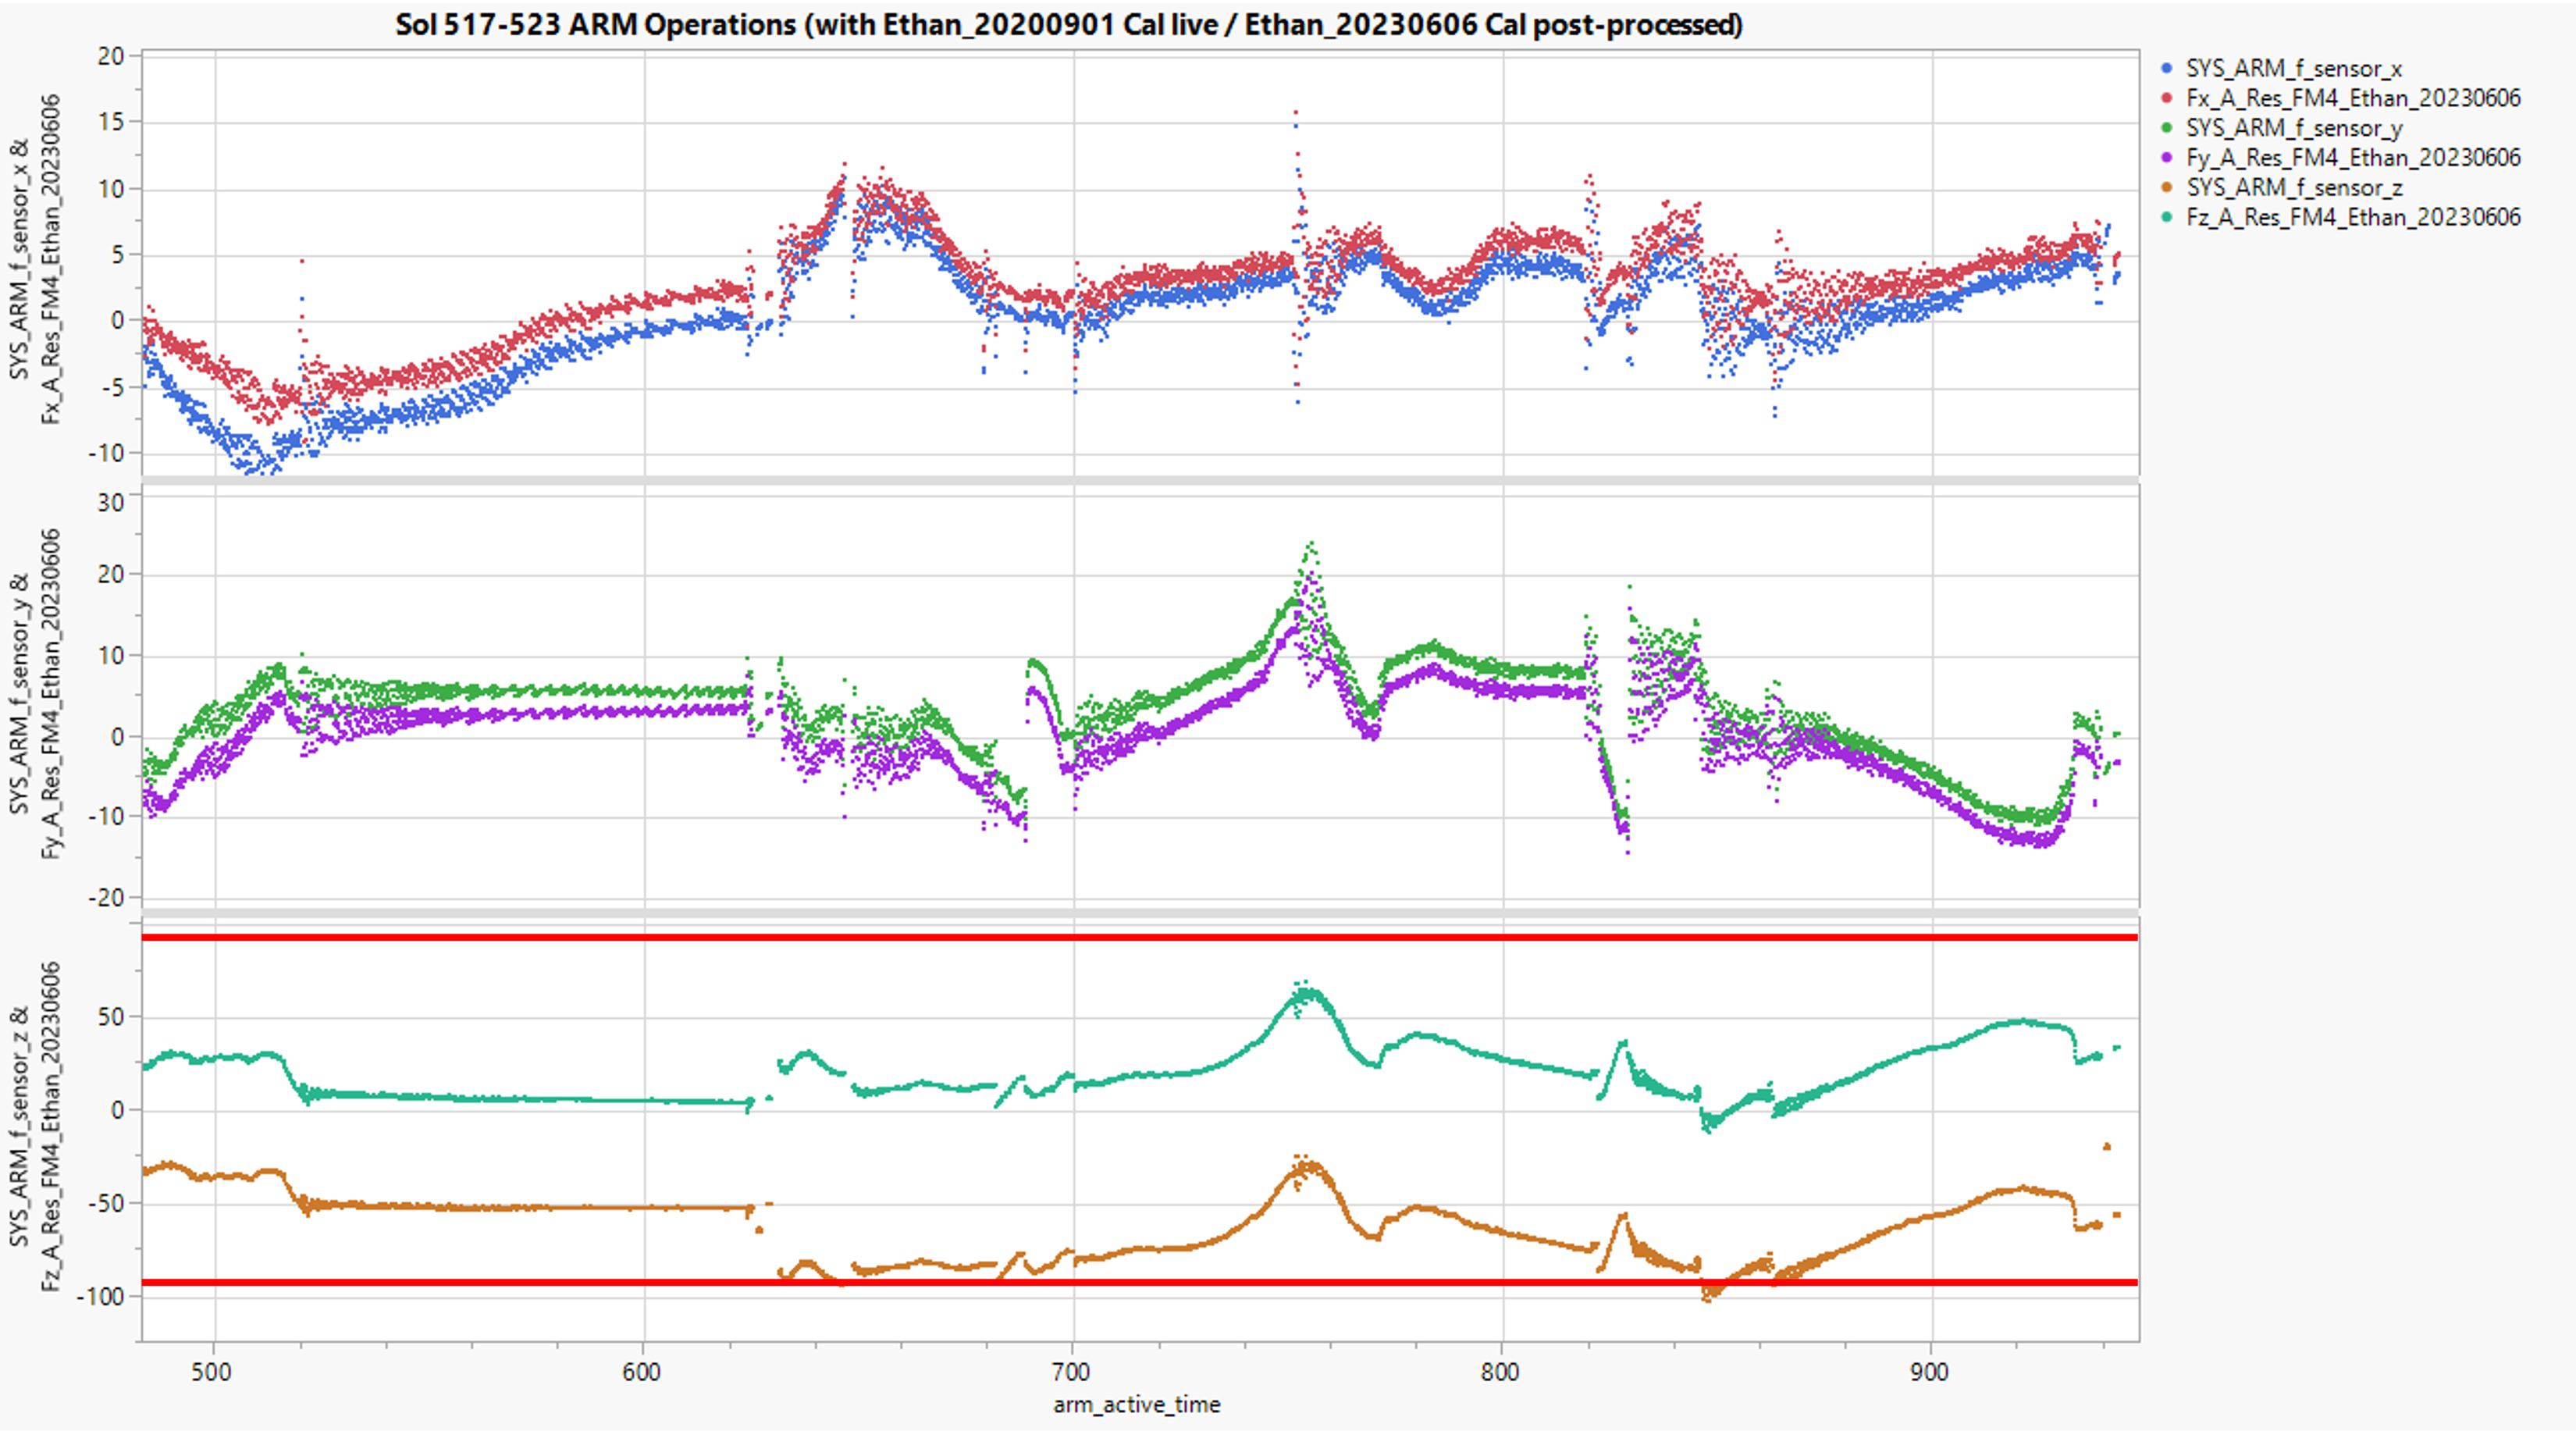 Sol 517-523 ARM Operations (with Ethan_20200901 Cal live / Ethan_20230606 Cal post-processed)
SYS_ARM_f_sensor_x &
Fx_A_Res_FM4_Ethan_20230606
20
15
10
5
0
-5
-10
SYS_ARM_f_sensor_y &
Fy_A_Res_FM4_Ethan_20230606
30
20
10
0
-10
-20
SYS_ARM_f_sensor_z &
Fz_A_Res_FM4_Ethan_20230606
50
0
-50
-100
500 600 700 800 900
arm_active_time
SYS_ARM_f_sensor_x
Fx_A_Res_FM4_Ethan_20230606
SYS_ARM_f_sensor_y
Fy_A_Res_FM4_Ethan_20230606
SYS_ARM_f_sensor_z
Fz_A_Res_FM4_Ethan_20230606